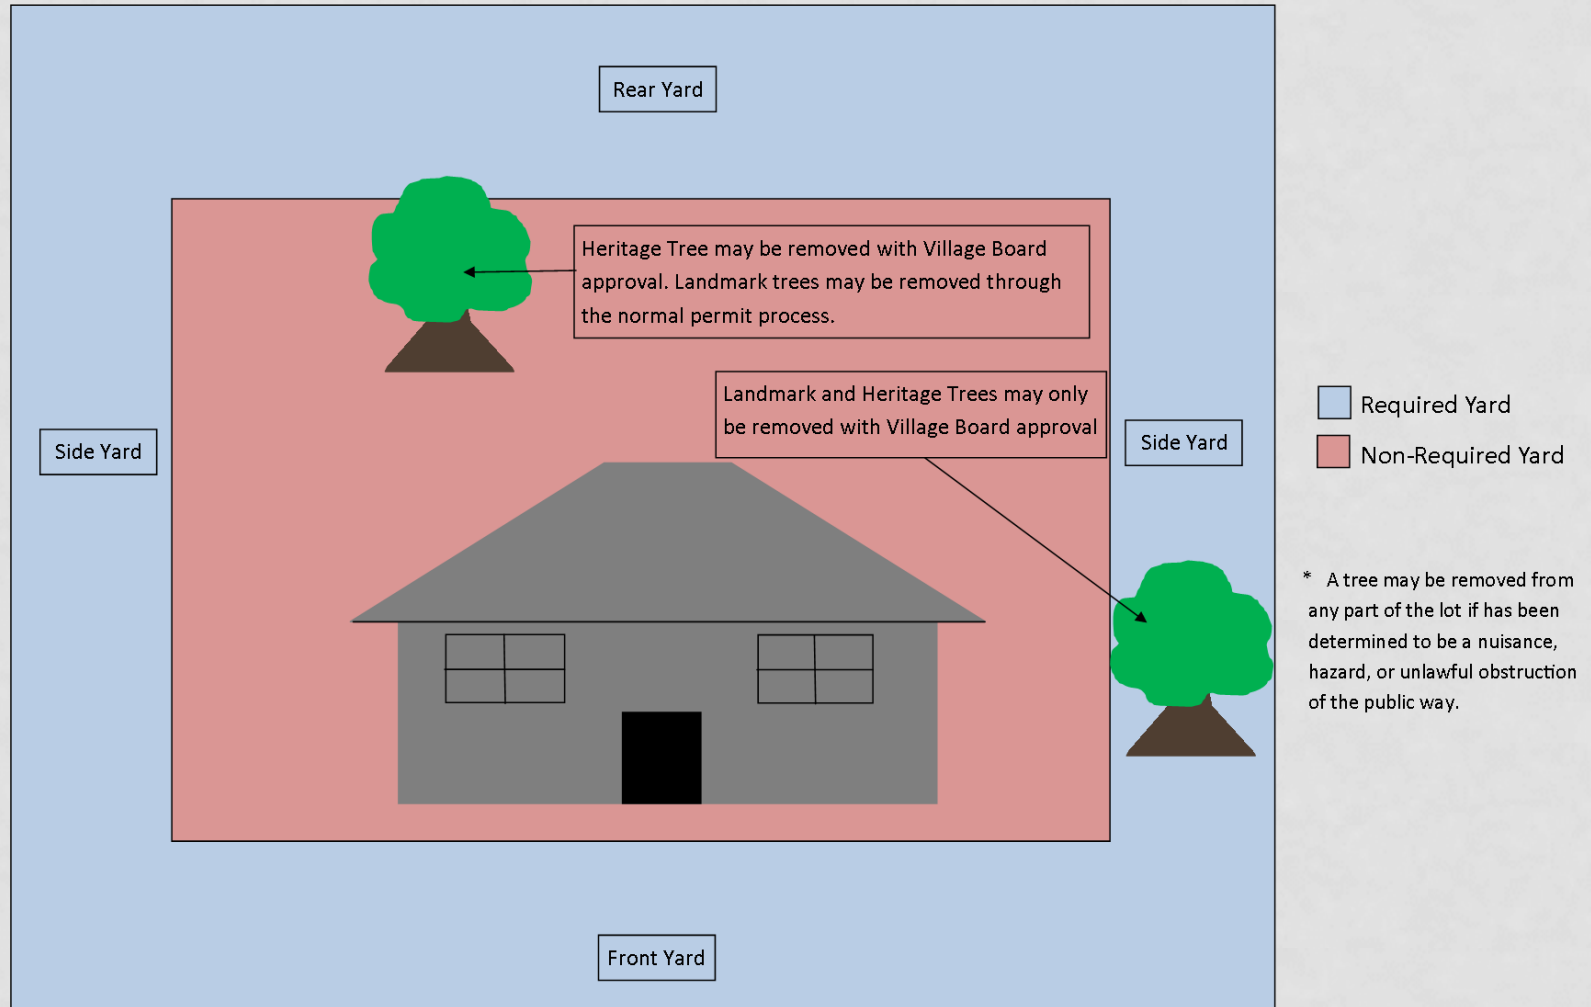 Rear Yard
Heritage Tree may be removed with Village Board
approval. Landmark trees may be removed through
the normal permit process.
Landmark and Heritage Trees may only
be removed with Village Board approval
Side Yard
Side Yard
Required Yard
Non-Required Yard
* A tree may be removed from
any part of the lot if has been
determined to be a nuisance,
hazard, or unlawful obstruction
of the public way.
Front Yard